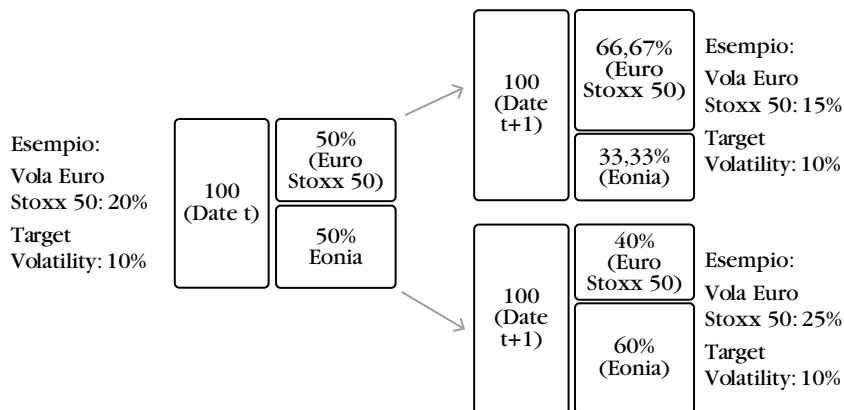 Esempio:
Vola Euro
Stoxx 50: 20%
Target
Volatility: 10%
100
(Date t)
50%
(Euro
Stoxx 50)
50%
Eonia
100
(Date
t+1)
66,67%
(Euro
Stoxx 50)
33,33%
(Eonia)
Esempio:
Vola Euro
Stoxx 50: 15%
Target
Volatility: 10%
100
(Date
t+1)
40%
(Euro
Stoxx 50)
60%
(Eonia)
Esempio:
Vola Euro
Stoxx 50: 25%
Target
Volatility: 10%